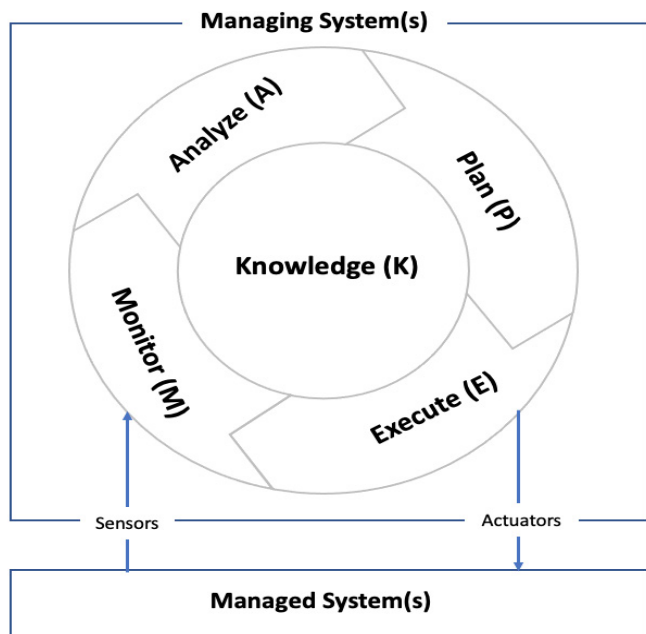 Managing System(s)
Analyze (A)
Plan (P)
Knowledge (K)
Monitor (M)
Execute (E)
Sensors
Actuators
Managed System(s)